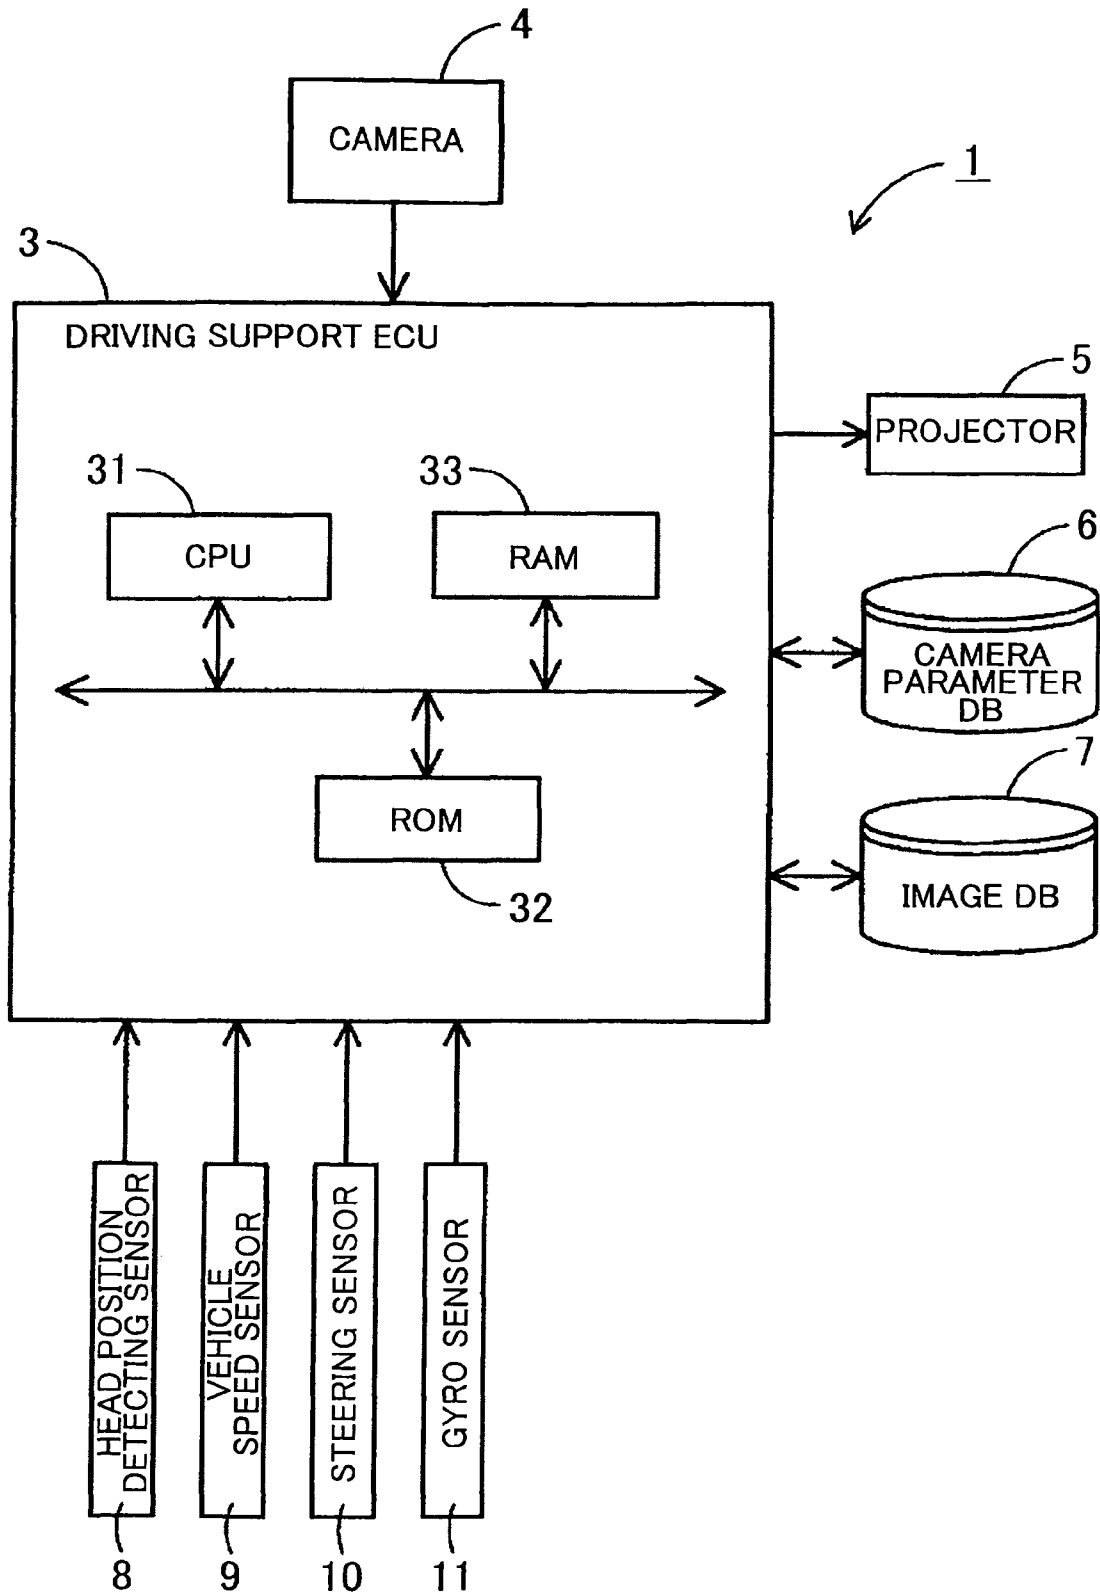 4
CAMERA
1
3
DRIVING SUPPORT ECU
5
PROJECTOR
31
CPU
33
RAM
6
CAMERA
PARAMETER
DB
7
IMAGE DB
ROM
32
HEAD POSITION
DETECTING SENSOR
VEHICLE
SPEED SENSOR
STEERING SENSOR
GYRO SENSOR
8
9
10
11